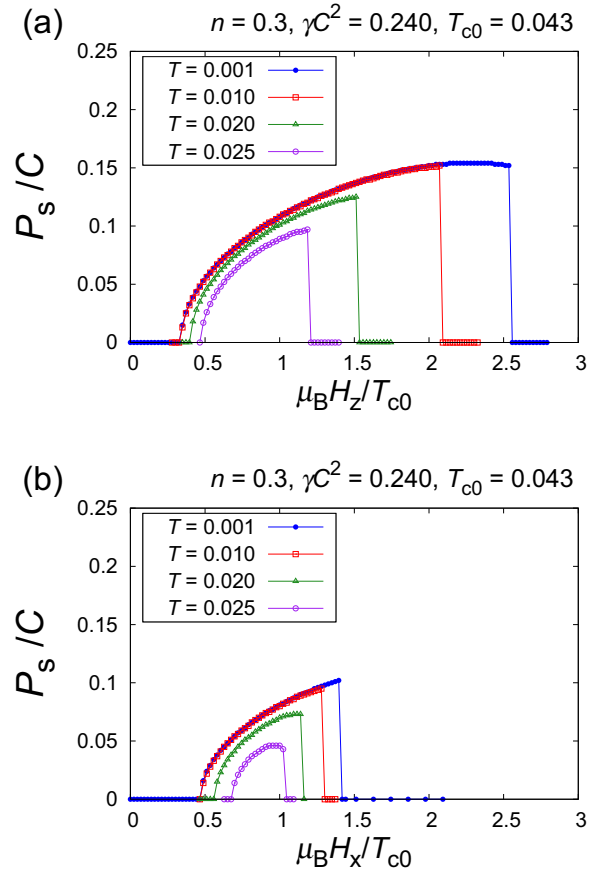 (a)
n = 0.3, γC² = 0.240, T_c0 = 0.043
T = 0.001
T = 0.010
T = 0.020
T = 0.025
P_s /C
0.25
0.2
0.15
0.1
0.05
0
0 0.5 1 1.5 2 2.5 3
μ_B H_z/T_c0
(b)
n = 0.3, γC² = 0.240, T_c0 = 0.043
T = 0.001
T = 0.010
T = 0.020
T = 0.025
P_s /C
0.25
0.2
0.15
0.1
0.05
0
0 0.5 1 1.5 2 2.5 3
μ_B H_x/T_c0